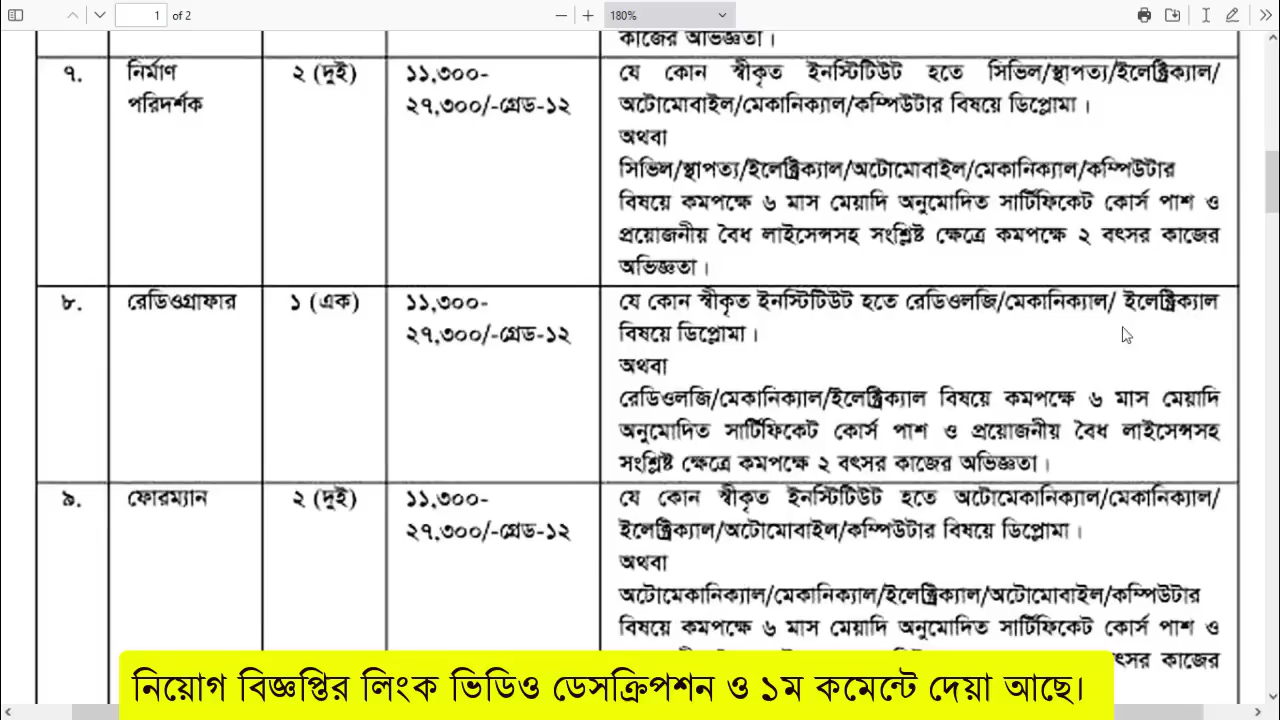 1 of 2 180%
কাজের অভিজ্ঞতা।
৭. নির্মাণ ২ (দুই) ১১,৩০০- যে কোন স্বীকৃত ইনস্টিটিউট হতে সিভিল/স্থাপত্য/ইলেক্ট্রিক্যাল/
পরিদর্শক ২৭,৩০০/-গ্রেড-১২ অটোমোবাইল/মেকানিক্যাল/কম্পিউটার বিষয়ে ডিপ্লোমা।
অথবা
সিভিল/স্থাপত্য/ইলেক্ট্রিক্যাল/অটোমোবাইল/মেকানিক্যাল/কম্পিউটার
বিষয়ে কমপক্ষে ৬ মাস মেয়াদি অনুমোদিত সার্টিফিকেট কোর্স পাশ ও
প্রয়োজনীয় বৈধ লাইসেন্সসহ সংশ্লিষ্ট ক্ষেত্রে কমপক্ষে ২ বৎসর কাজের
অভিজ্ঞতা।
৮. রেডিওগ্রাফার ১ (এক) ১১,৩০০- যে কোন স্বীকৃত ইনস্টিটিউট হতে রেডিওলজি/মেকানিক্যাল/ ইলেক্ট্রিক্যাল
২৭,৩০০/-গ্রেড-১২ বিষয়ে ডিপ্লোমা।
অথবা
রেডিওলজি/মেকানিক্যাল/ইলেক্ট্রিক্যাল বিষয়ে কমপক্ষে ৬ মাস মেয়াদি
অনুমোদিত সার্টিফিকেট কোর্স পাশ ও প্রয়োজনীয় বৈধ লাইসেন্সসহ
সংশ্লিষ্ট ক্ষেত্রে কমপক্ষে ২ বৎসর কাজের অভিজ্ঞতা।
৯. ফোরম্যান ২ (দুই) ১১,৩০০- যে কোন স্বীকৃত ইনস্টিটিউট হতে অটোমেকানিক্যাল/মেকানিক্যাল/
২৭,৩০০/-গ্রেড-১২ ইলেক্ট্রিক্যাল/অটোমোবাইল/কম্পিউটার বিষয়ে ডিপ্লোমা।
অথবা
অটোমেকানিক্যাল/মেকানিক্যাল/ইলেক্ট্রিক্যাল/অটোমোবাইল/কম্পিউটার
বিষয়ে কমপক্ষে ৬ মাস মেয়াদি অনুমোদিত সার্টিফিকেট কোর্স পাশ ও
কাজের
নিয়োগ বিজ্ঞপ্তির লিংক ভিডিও ডেসক্রিপশন ও ১ম কমেন্টে দেয়া আছে।